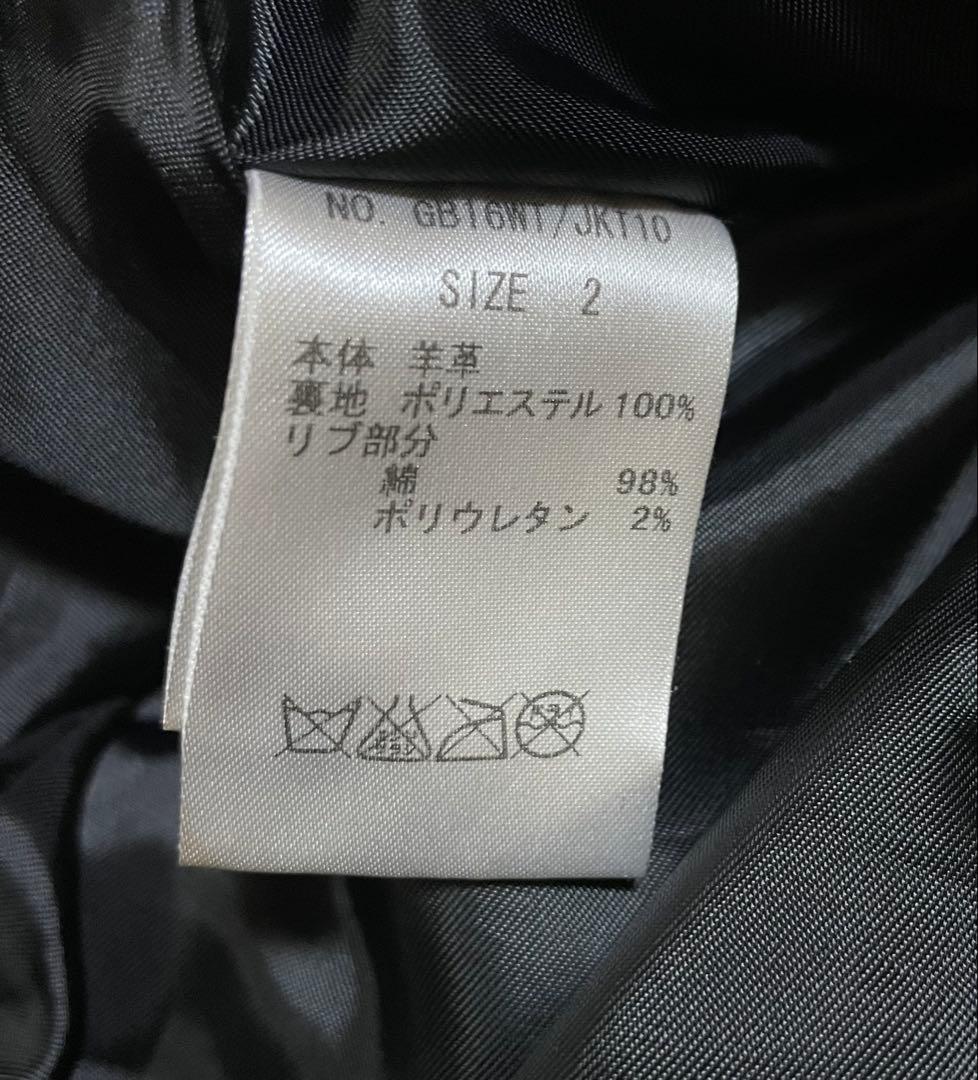 NO. GB16WT/JKT10
SIZE 2
本体 羊革
裏地 ポリエステル 100%
リブ部分
綿 98%
ポリウレタン 2%